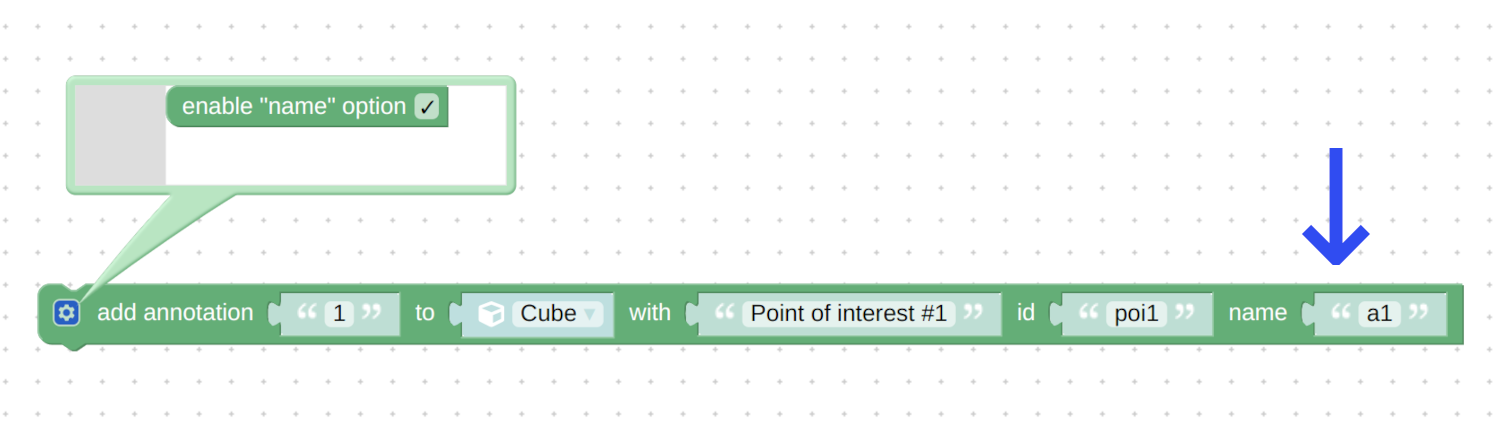 enable "name" option ✓
add annotation “ 1 ” to Cube ▾ with “ Point of interest #1 ” id “ poi1 ” name “ a1 ”